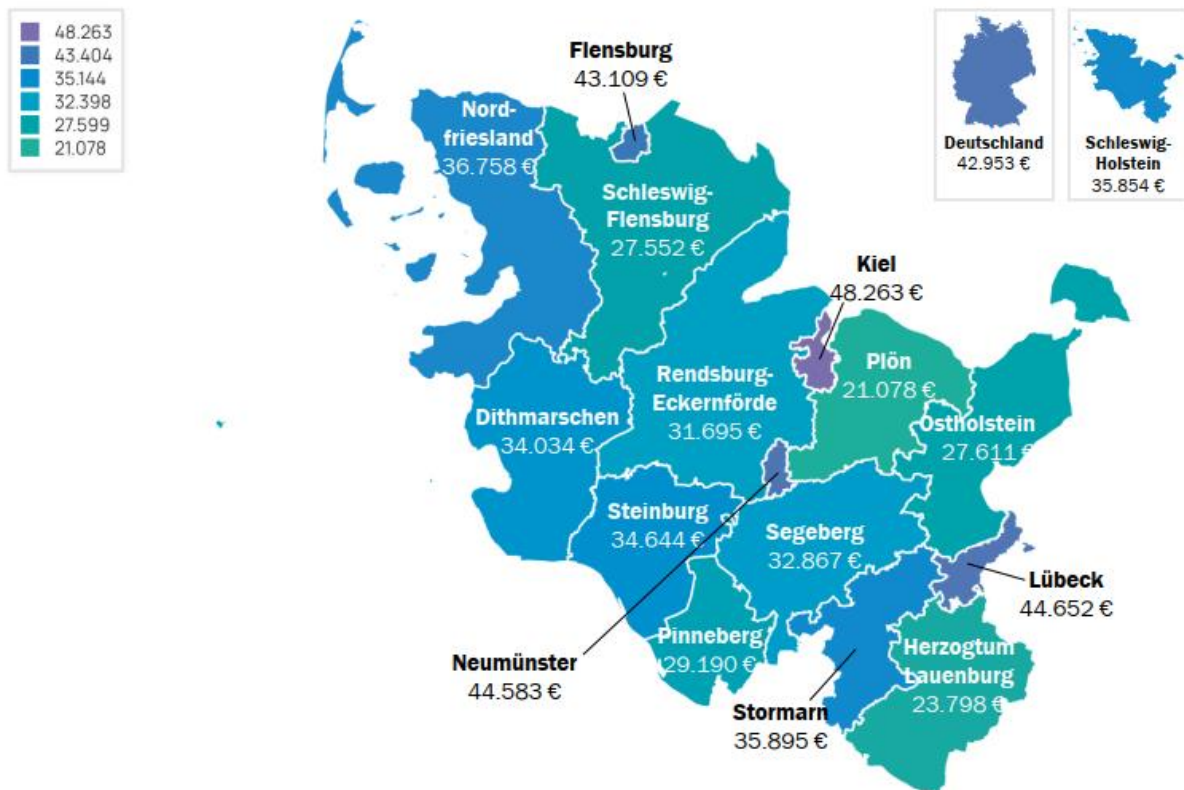 48.263
43.404
35.144
32.398
27.599
21.078
Flensburg
43.109 €
Deutschland
42.953 €
Schleswig-
Holstein
35.854 €
Nord-
friesland
36.758 €
Schleswig-
Flensburg
27.552 €
Kiel
48.263 €
Plön
21.078 €
Rendsburg-
Eckernförde
31.695 €
Dithmarschen
34.034 €
Ostholstein
27.611 €
Steinburg
34.644 €
Segeberg
32.867 €
Lübeck
44.652 €
Neumünster
44.583 €
Pinneberg
29.190 €
Herzogtum
Lauenburg
23.798 €
Stormarn
35.895 €